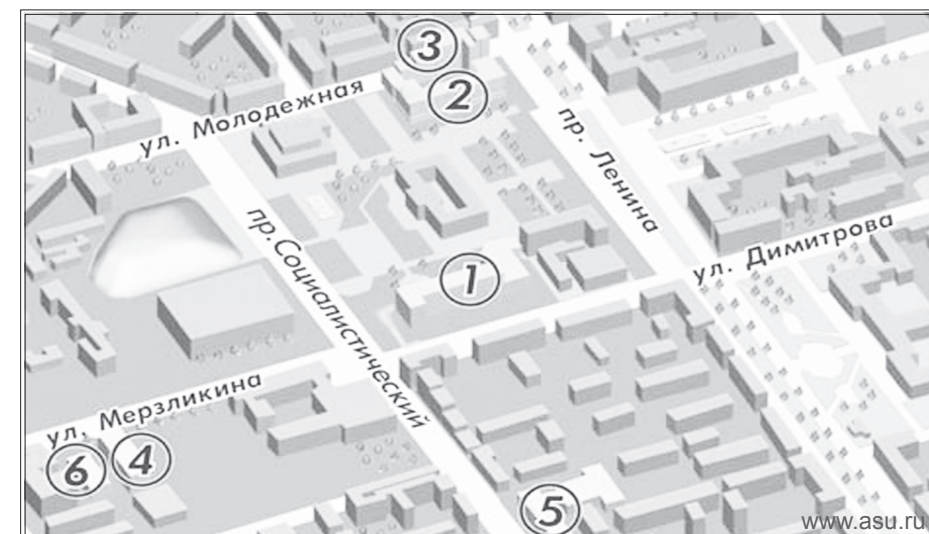 3
2
ул. Молодежная
пр. Ленина
пр.Социалистический
ул. Димитрова
1
ул. Мерзликина
6
4
5
www.asu.ru